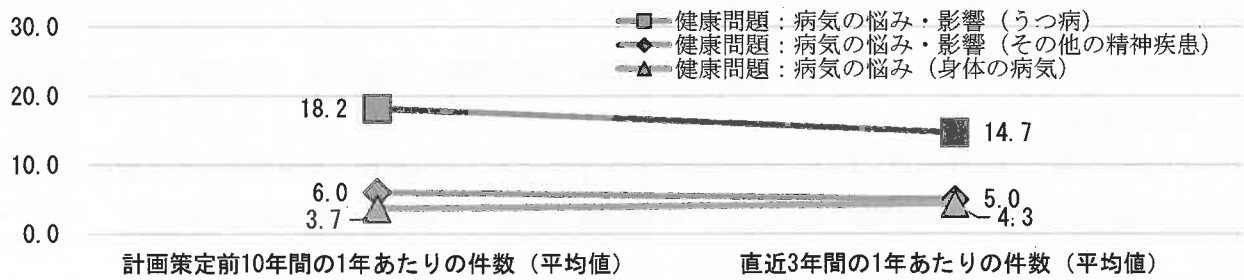 30.0
健康問題：病気の悩み・影響（うつ病）
健康問題：病気の悩み・影響（その他の精神疾患）
健康問題：病気の悩み（身体の病気）
20.0
18.2
14.7
10.0
6.0
5.0
3.7
4.3
0.0
計画策定前10年間の1年あたりの件数（平均値）
直近3年間の1年あたりの件数（平均値）